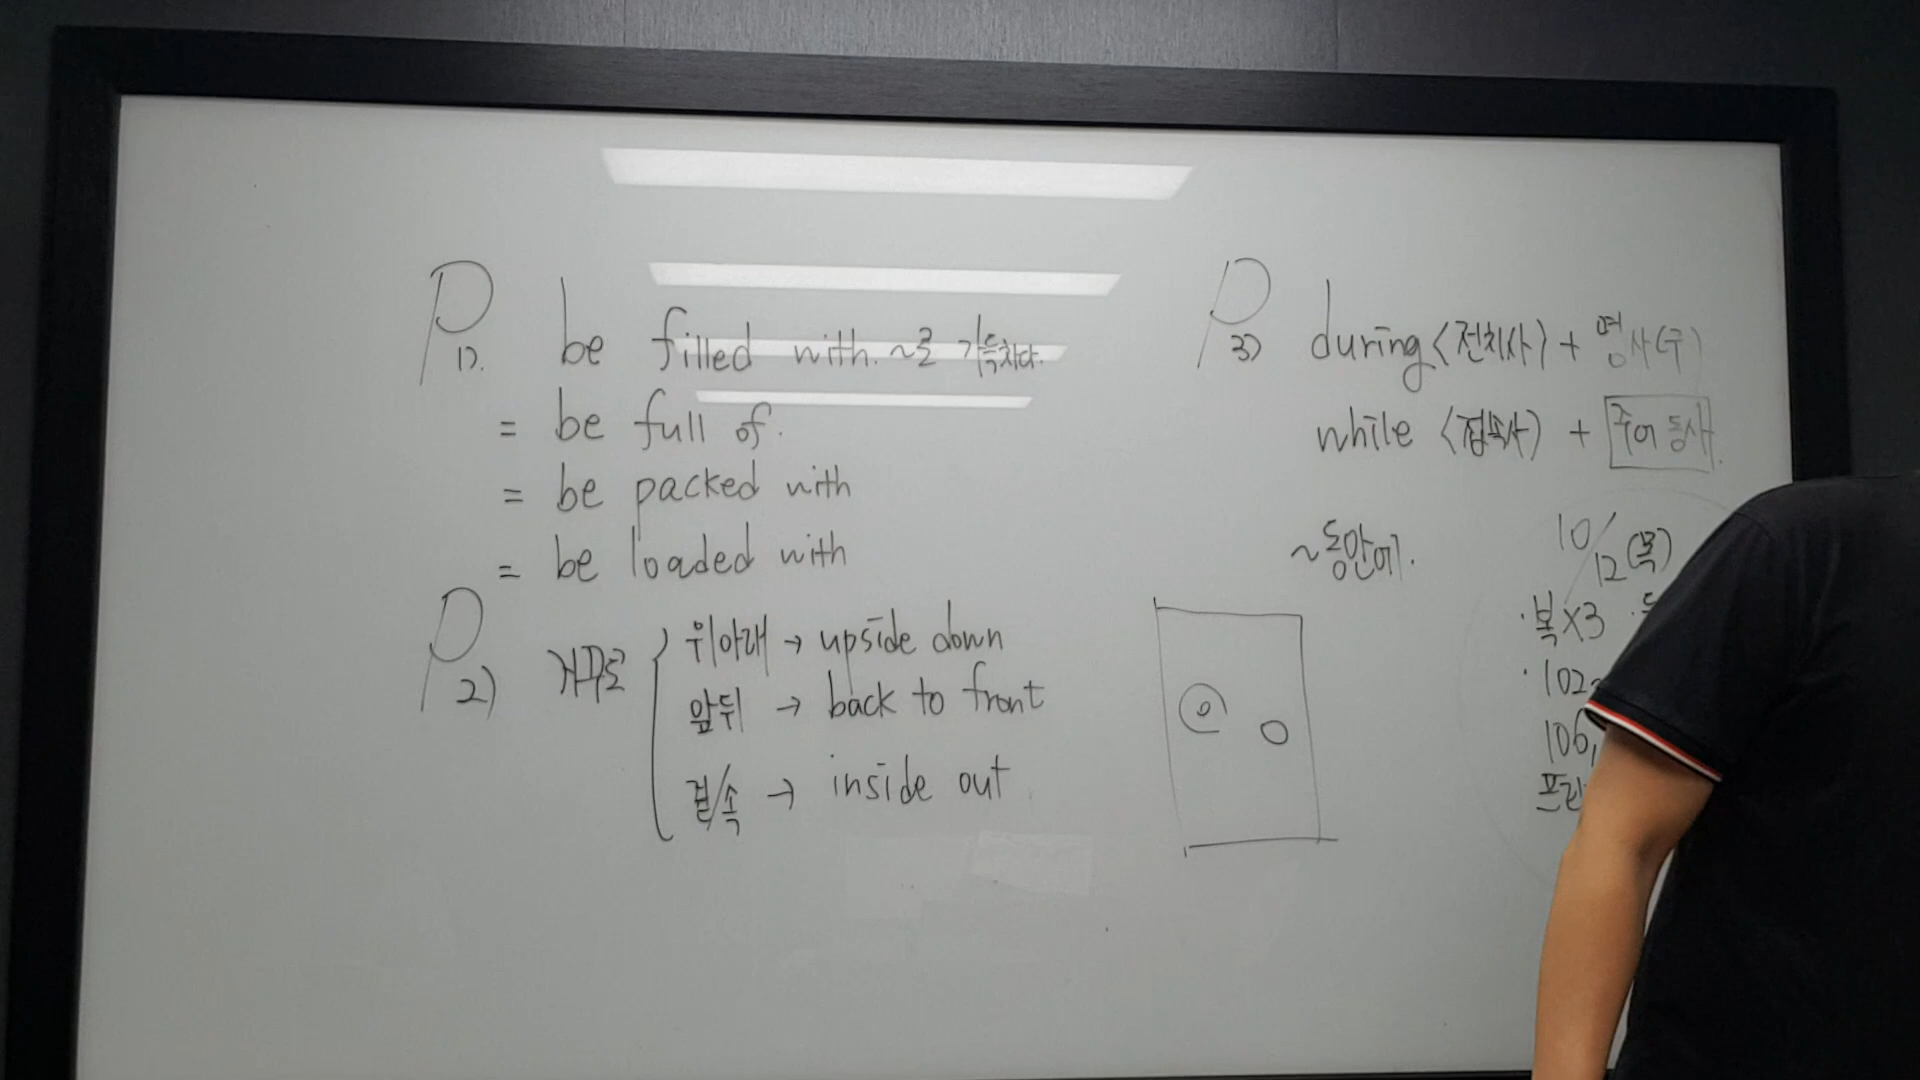 P 1). be filled with. ~로 가득차다.
= be full of.
= be packed with
= be loaded with
P 2) 거꾸로
위아래 → upside down
앞뒤 → back to front
겉/속 → inside out
P 3) during <전치사> + 명사(구)
while <접속사> + 주어 동사.
~동안에.
10/12 (목)
·복X3 ·
·102~
106,
프린